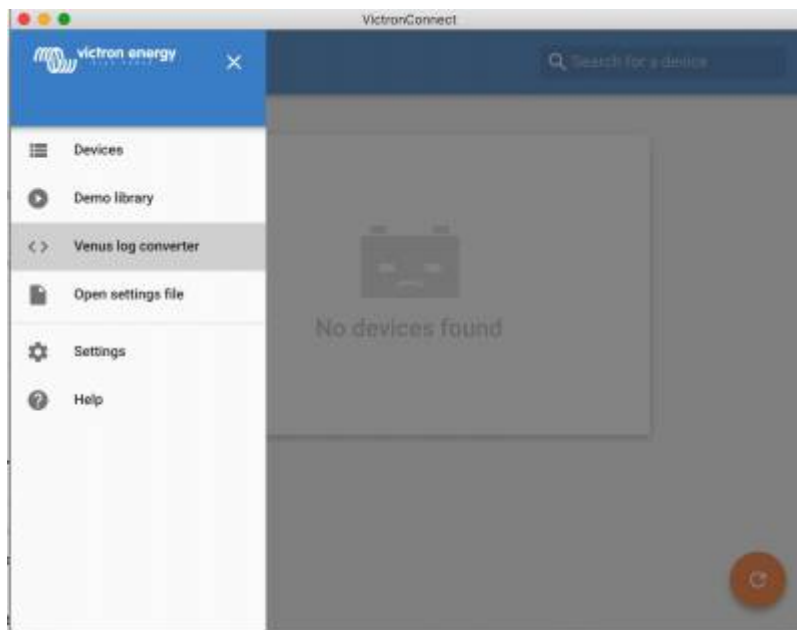 VictronConnect
victron energy
Search for a device
Devices
Demo library
Venus log converter
Open settings file
No devices found
Settings
Help